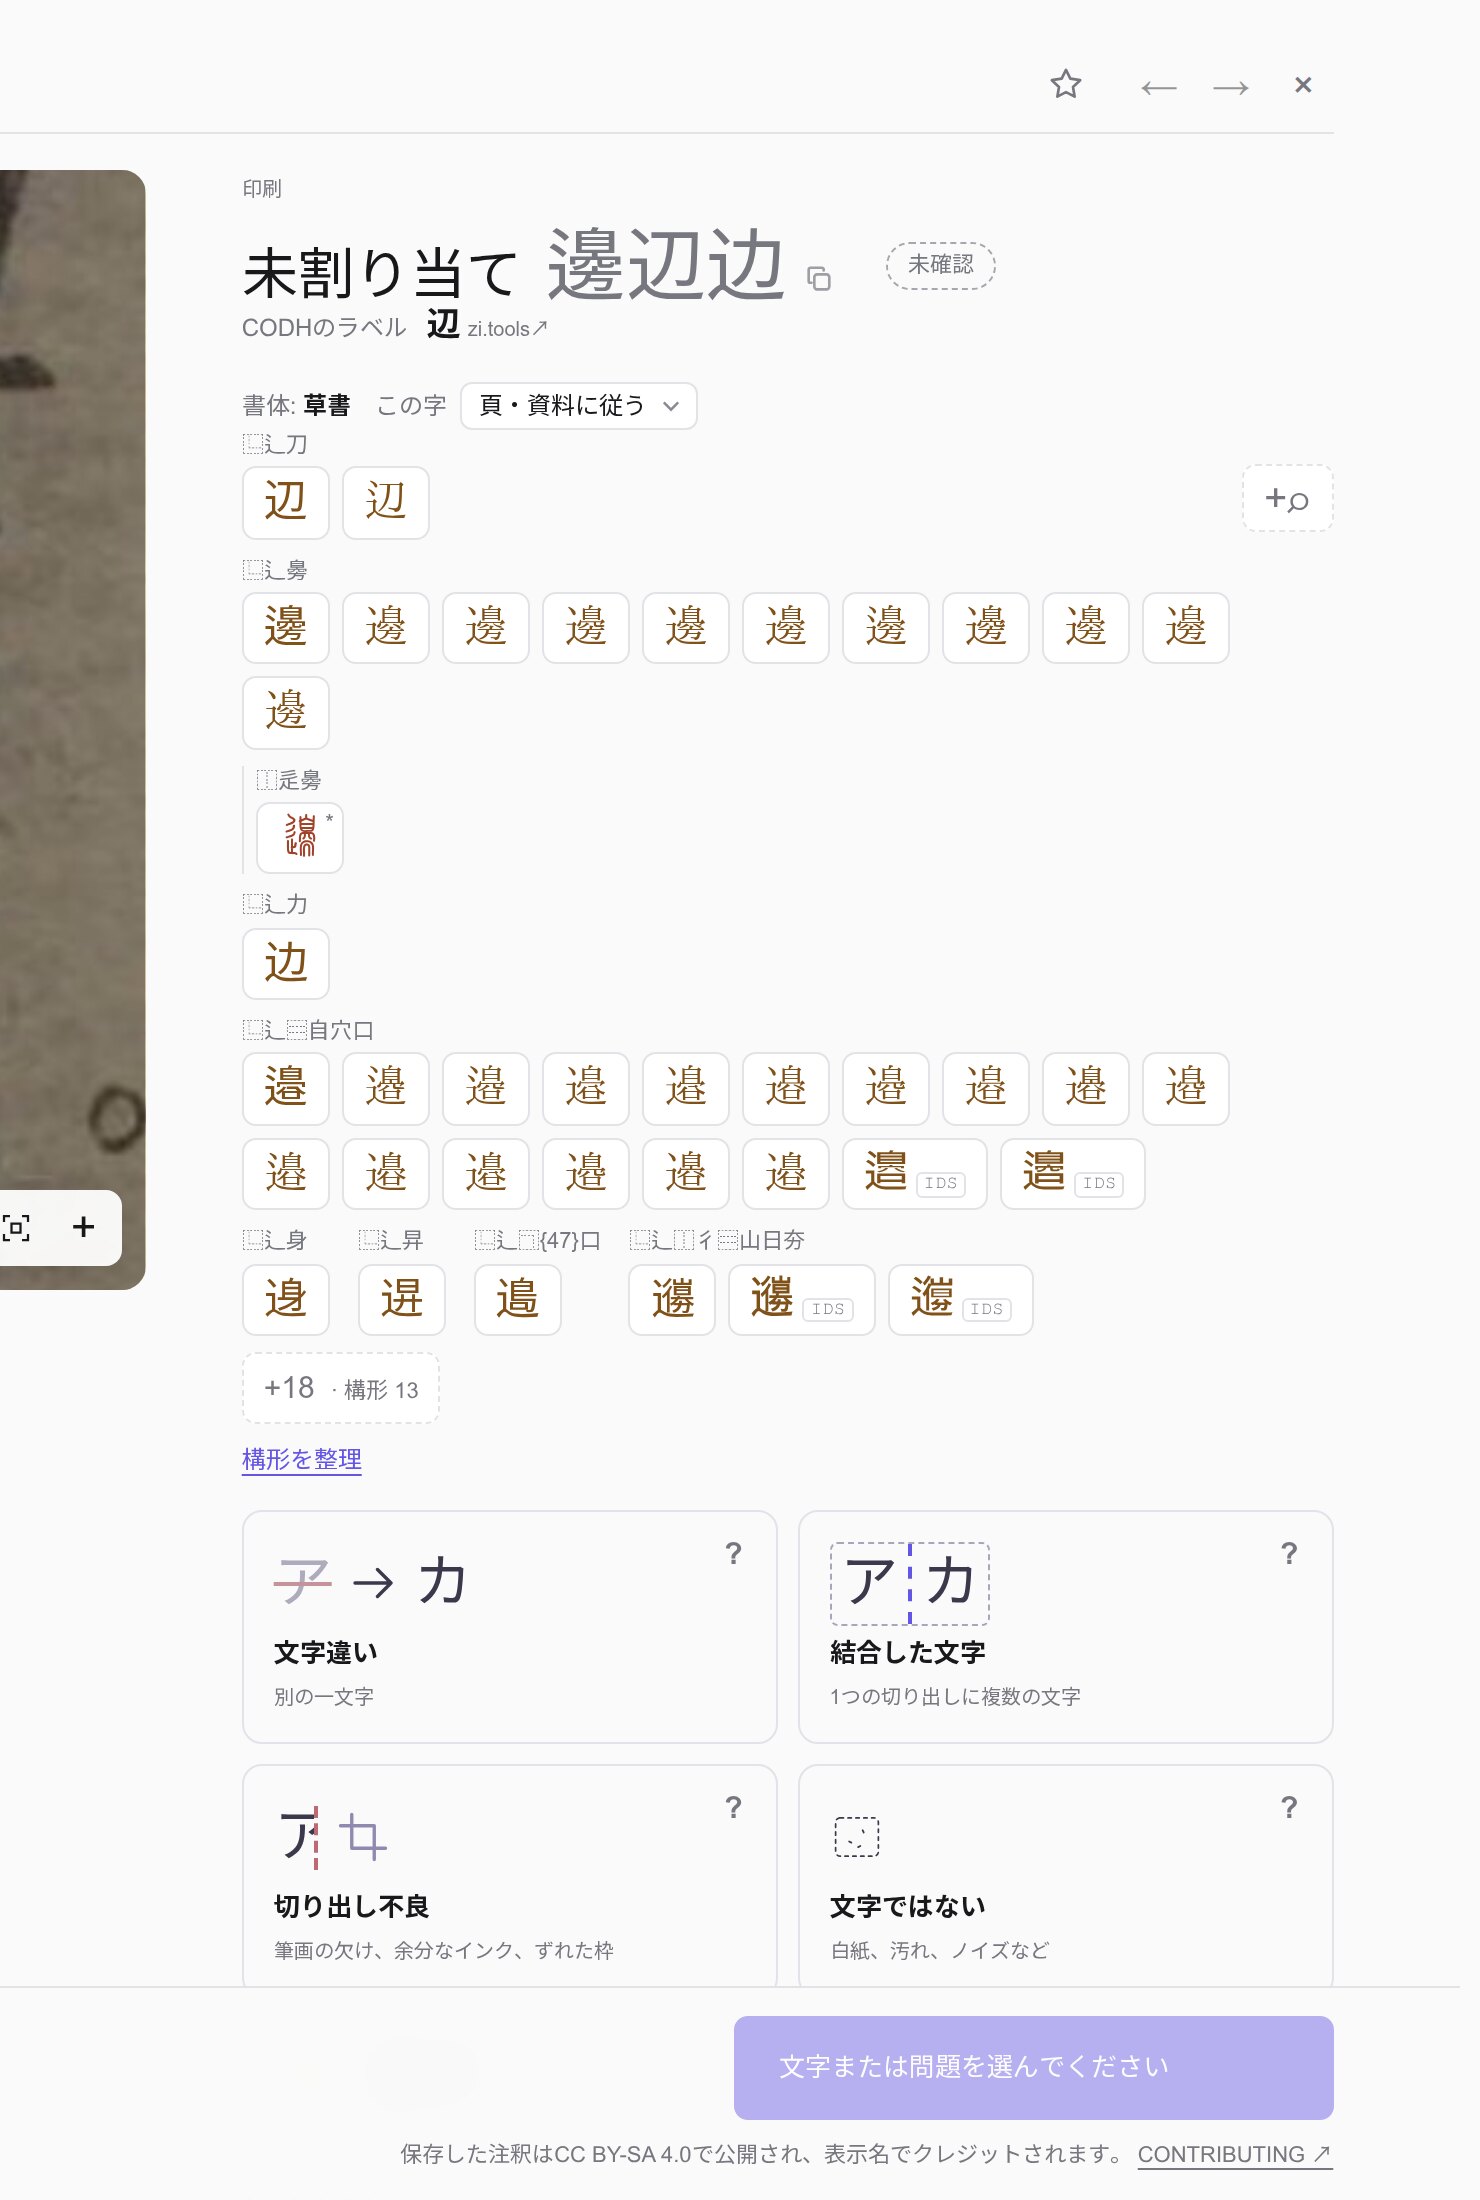 印刷
未割り当て 邊辺边 未確認
CODHのラベル 辺 zi.tools↗
書体: 草書 この字 頁・資料に従う
⿺辶刀
辺 辺
⿺辶臱
邊 邊 邊 邊 邊 邊 邊 邊 邊 邊
邊
⿰辵臱
邊 *
⿺辶力
边
⿺辶⿳自穴口
邉 邉 邉 邉 邉 邉 邉 邉 邉 邉
邉 邉 邉 邉 邉 邉 IDS IDS
⿺辶身 ⿺辶昇 ⿺辶⿹{47}口 ⿺辶⿰彳⿳山日夯
IDS IDS
+18 · 構形 13
構形を整理
ア → カ ?
文字違い
別の一文字
ア カ ?
結合した文字
1つの切り出しに複数の文字
ア ?
切り出し不良
筆画の欠け、余分なインク、ずれた枠
?
文字ではない
白紙、汚れ、ノイズなど
文字または問題を選んでください
保存した注釈はCC BY-SA 4.0で公開され、表示名でクレジットされます。 CONTRIBUTING ↗